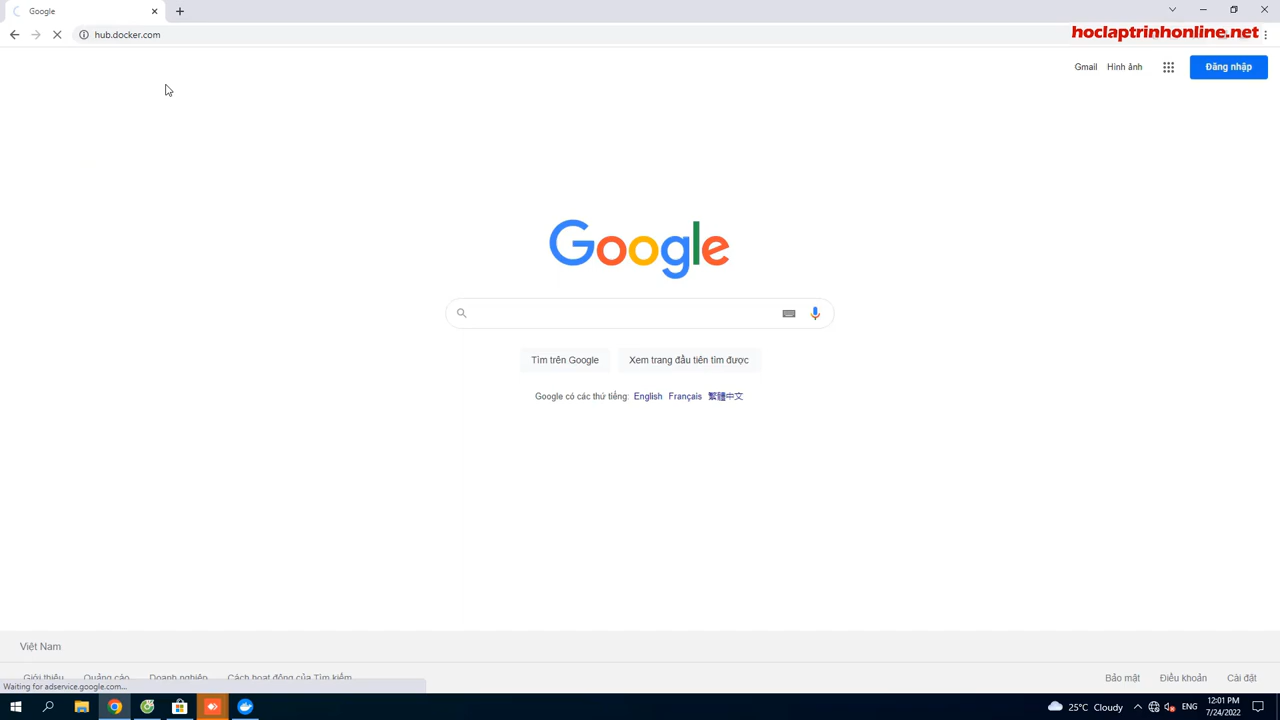 Google
hub.docker.com
hoclaptrinhonline.net
Gmail Hình ảnh Đăng nhập
Google
Tìm trên Google Xem trang đầu tiên tìm được
Google có các thứ tiếng: English Français 繁體中文
Việt Nam
Giới thiệu Quảng cáo Doanh nghiệp Cách hoạt động của Tìm kiếm Bảo mật Điều khoản Cài đặt
Waiting for adservice.google.com...
25°C Cloudy ENG 12:01 PM
7/24/2022